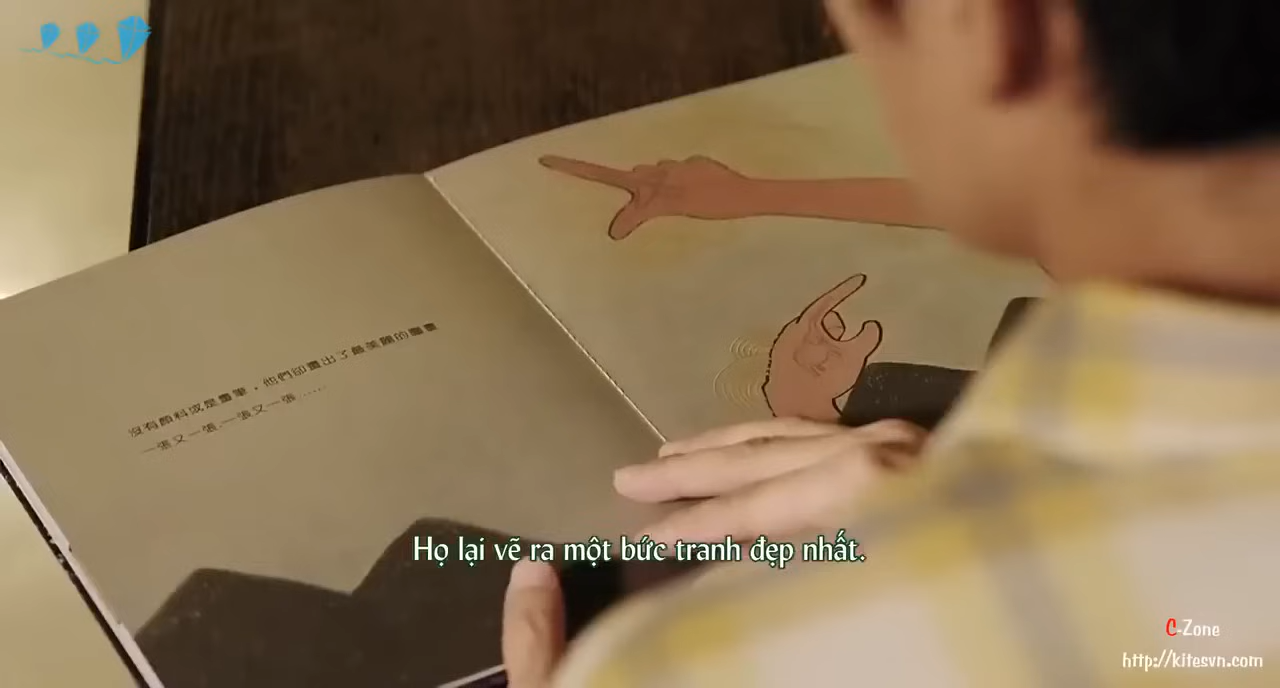 沒有顏料或是畫筆，他們卻畫出了最美麗的圖畫
一張又一張,一張又一張......
Họ lại vẽ ra một bức tranh đẹp nhất.
C-Zone
http://kitesvn.com